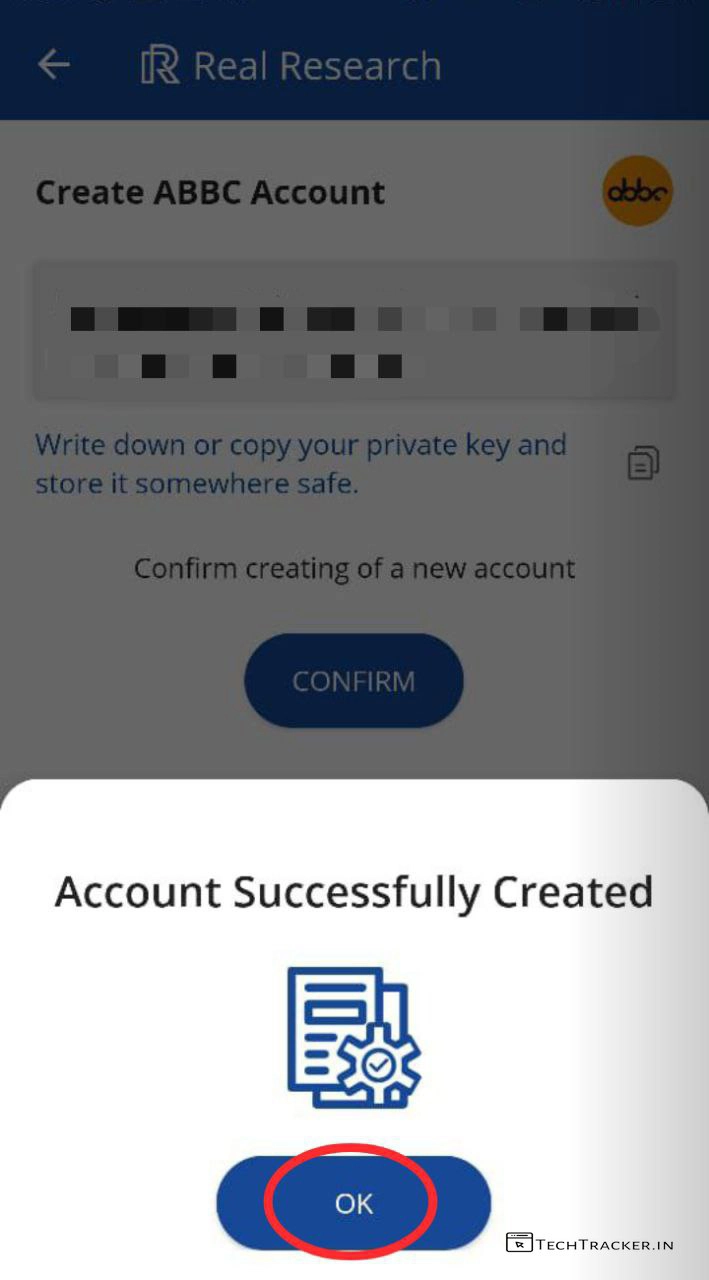 Real Research
Create ABBC Account
abbc
Write down or copy your private key and
store it somewhere safe.
Confirm creating of a new account
CONFIRM
Account Successfully Created
OK
TECHTRACKER.IN